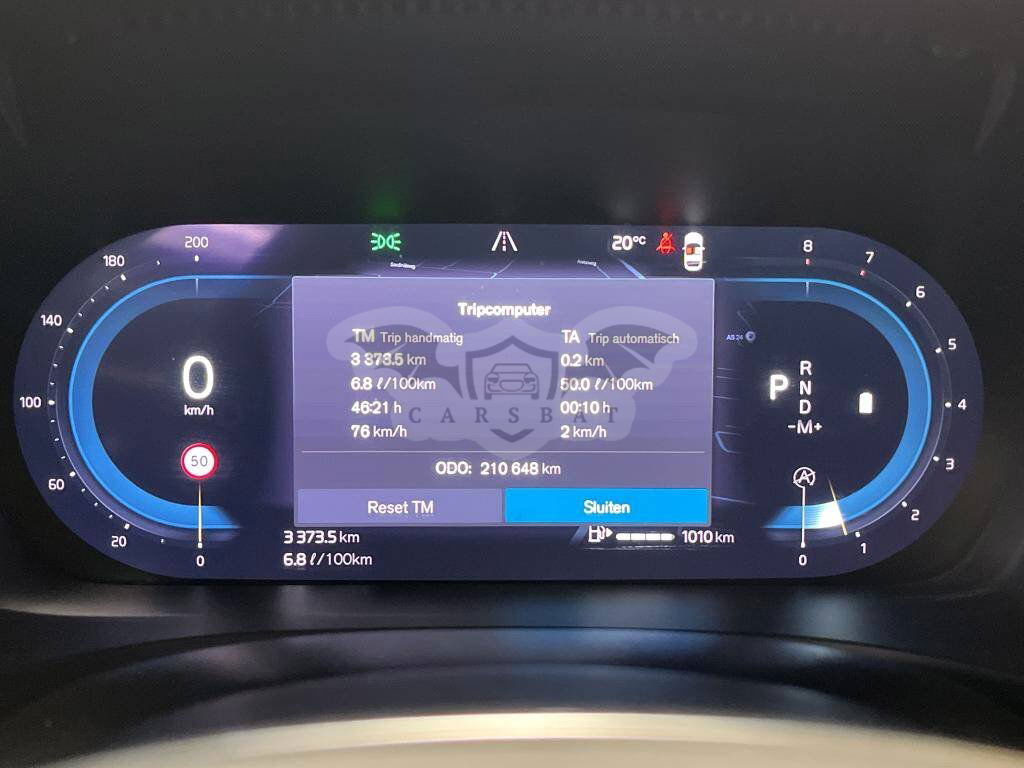 200
180
140
100
60
20
0
0
km/h
50
20°C
Tripcomputer
TM Trip handmatig
3 373.5 km
6.8 ℓ/100km
46:21 h
76 km/h
TA Trip automatisch
0.2 km
50.0 ℓ/100km
00:10 h
2 km/h
CARSBAT
ODO: 210 648 km
Reset TM
Sluiten
3 373.5 km
6.8 ℓ/100km
1010 km
AS 24
P
R
N
D
-M+
A
8
7
6
5
4
3
2
1
0